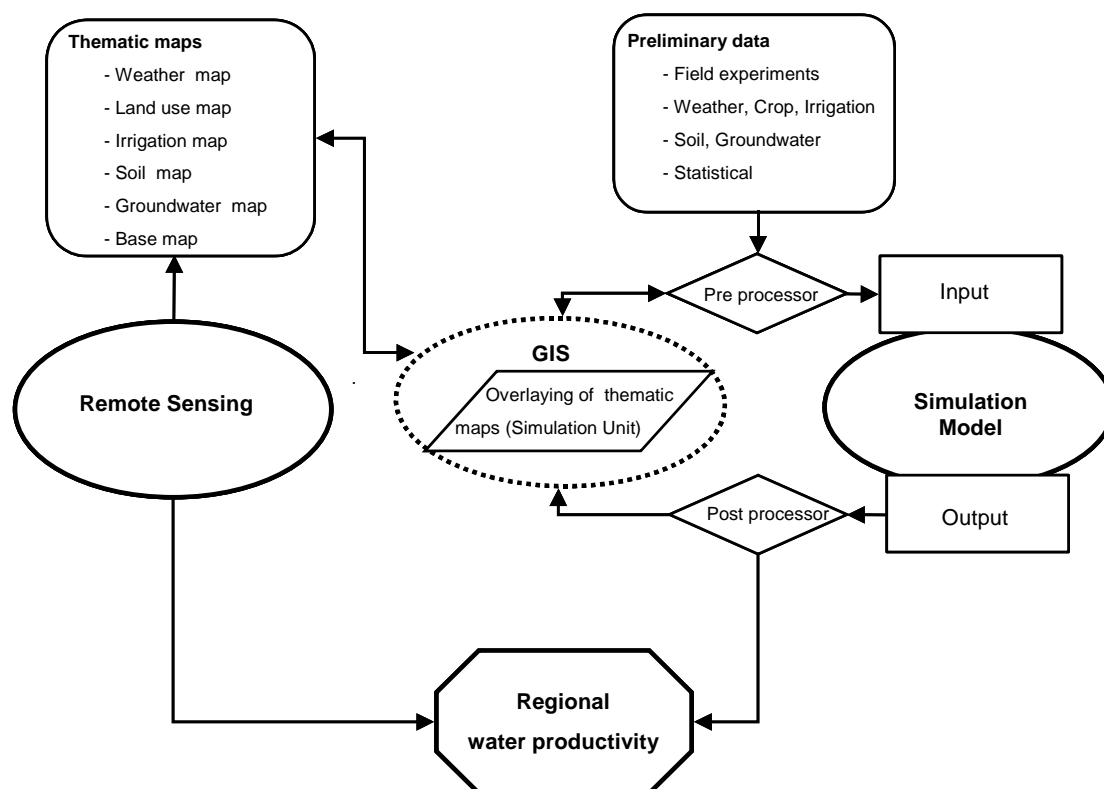 Thematic maps
- Weather map
- Land use map
- Irrigation map
- Soil map
- Groundwater map
- Base map
Preliminary data
- Field experiments
- Weather, Crop, Irrigation
- Soil, Groundwater
- Statistical
Pre processor
Input
GIS
Overlaying of thematic
maps (Simulation Unit)
Remote Sensing
Simulation
Model
Post processor
Output
Regional
water productivity